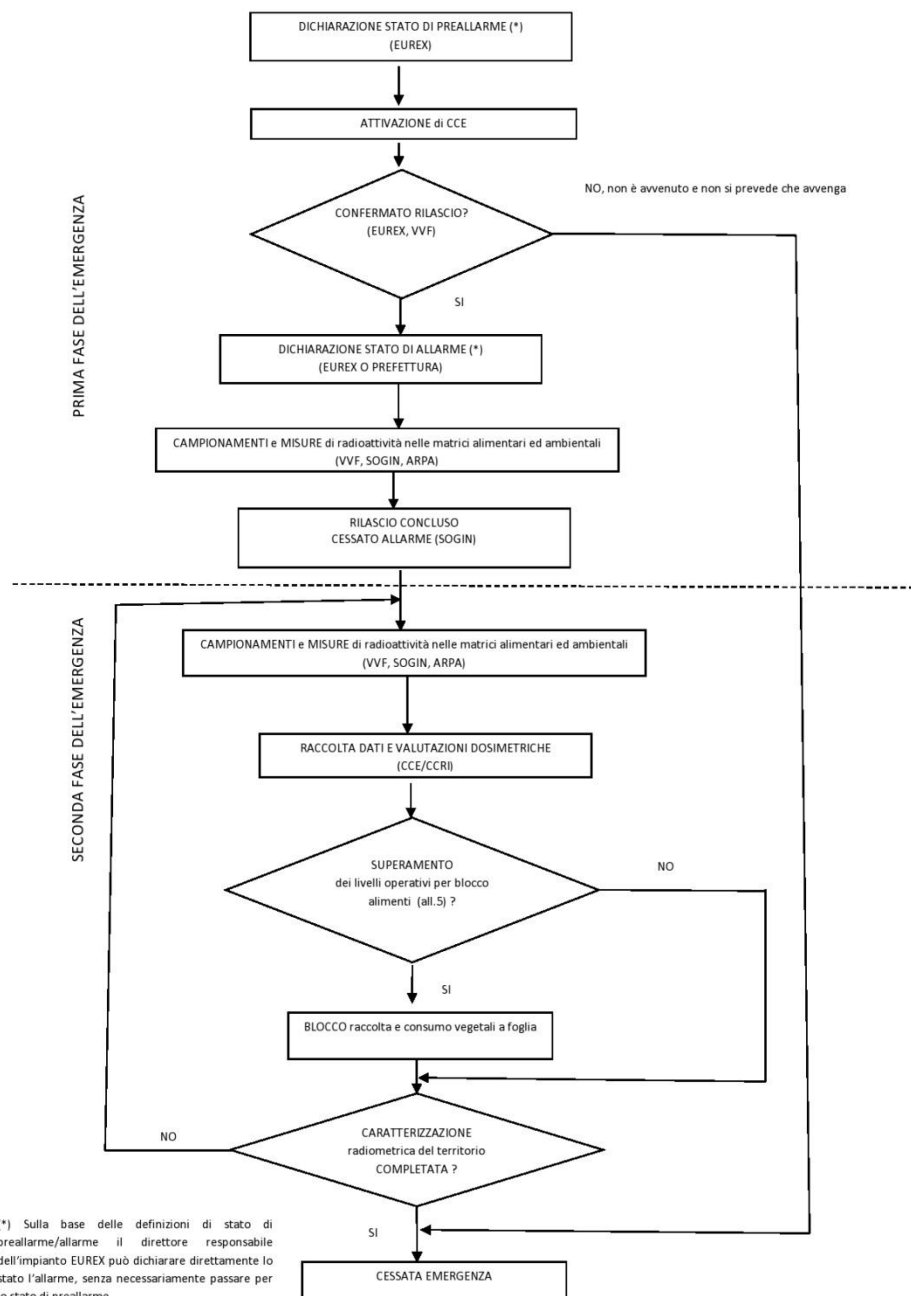 DICHIARAZIONE STATO DI PREALLARME (*)
(EUREX)
ATTIVAZIONE di CCE
PRIMA FASE DELL'EMERGENZA
CONFERMATO RILASCIO?
(EUREX, VVF)
NO, non è avvenuto e non si prevede che avvenga
SI
DICHIARAZIONE STATO DI ALLARME (*)
(EUREX O PREFETTURA)
CAMPIONAMENTI e MISURE di radioattività nelle matrici alimentari ed ambientali
(VVF, SOGIN, ARPA)
RILASCIO CONCLUSO
CESSATO ALLARME (SOGIN)
SECONDA FASE DELL'EMERGENZA
CAMPIONAMENTI e MISURE di radioattività nelle matrici alimentari ed ambientali
(VVF, SOGIN, ARPA)
RACCOLTA DATI E VALUTAZIONI DOSIMETRICHE
(CCE/CCRI)
SUPERAMENTO
dei livelli operativi per blocco
alimenti (all.5) ?
NO
SI
BLOCCO raccolta e consumo vegetali a foglia
CARATTERIZZAZIONE
radiometrica del territorio
COMPLETATA ?
NO
SI
CESSATA EMERGENZA
(*) Sulla base delle definizioni di stato di
preallarme/allarme il direttore responsabile
dell'impianto EUREX può dichiarare direttamente lo
stato l'allarme, senza necessariamente passare per
lo stato di preallarme